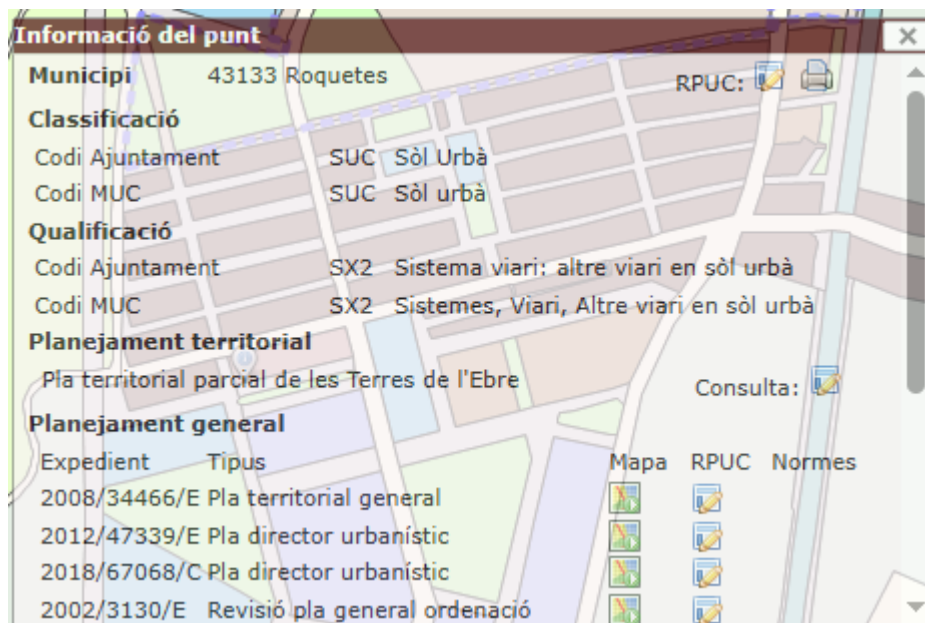 Informació del punt
Municipi 43133 Roquetes RPUC:
Classificació
Codi Ajuntament SUC Sòl Urbà
Codi MUC SUC Sòl urbà
Qualificació
Codi Ajuntament SX2 Sistema viari: altre viari en sòl urbà
Codi MUC SX2 Sistemes, Viari, Altre viari en sòl urbà
Planejament territorial
Pla territorial parcial de les Terres de l'Ebre Consulta:
Planejament general
Expedient Tipus Mapa RPUC Normes
2008/34466/E Pla territorial general
2012/47339/E Pla director urbanístic
2018/67068/C Pla director urbanístic
2002/3130/E Revisió pla general ordenació